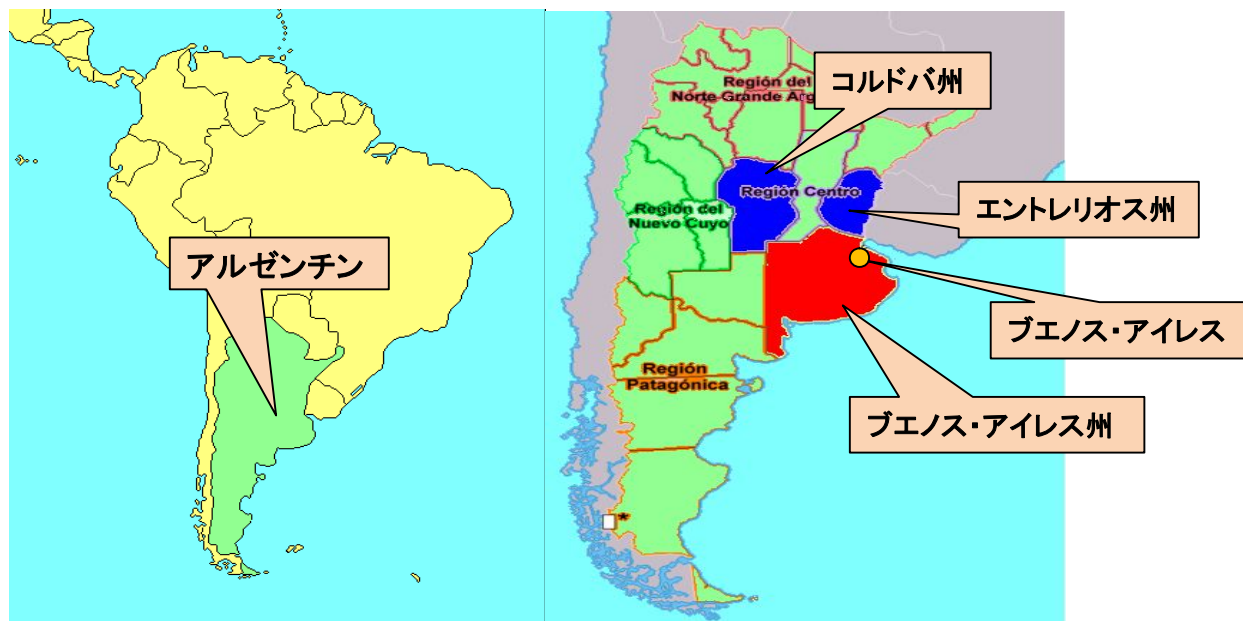 アルゼンチン
Región del
Norte Grande Arg
コルドバ州
Región Centro
エントレリオス州
Región del
Nuevo Cuyo
ブエノス・アイレス
Región
Patagónica
ブエノス・アイレス州
*